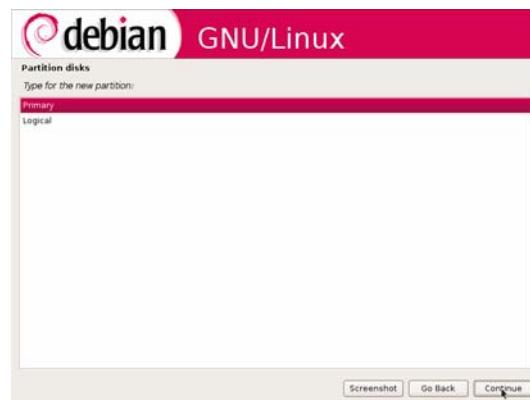 debian GNU/Linux
Partition disks
Type for the new partition:
Primary
Logical
Screenshot Go Back Continue